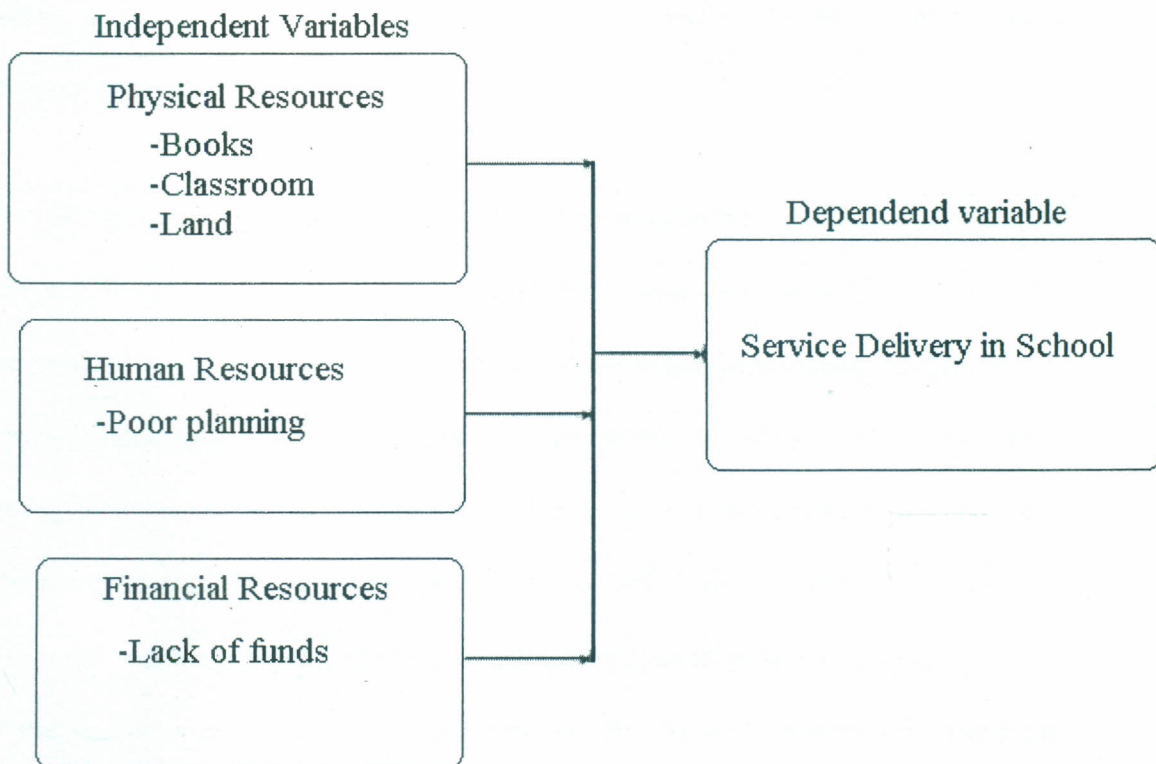 Independent Variables
Physical Resources
-Books
-Classroom
-Land
Dependend variable
Service Delivery in School
Human Resources
-Poor planning
Financial Resources
-Lack of funds